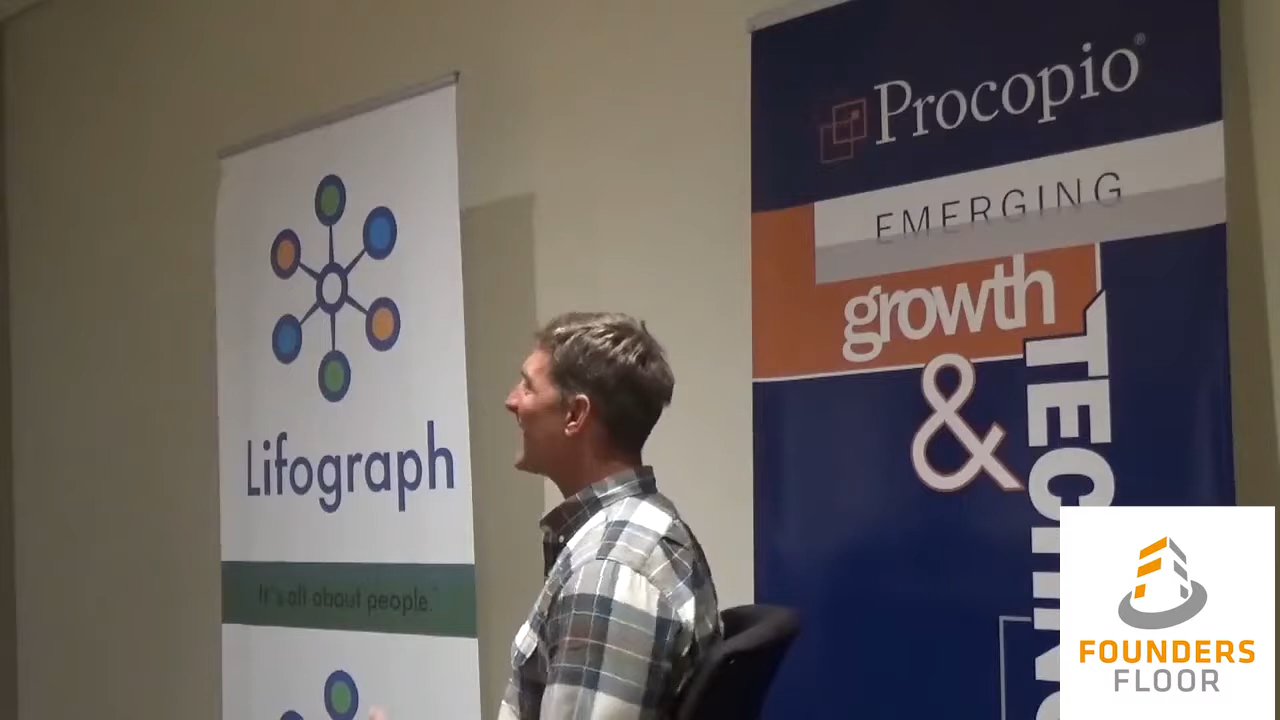 Lifograph
It's all about people.
Procopio®
EMERGING
growth
&
FOUNDERS
FLOOR